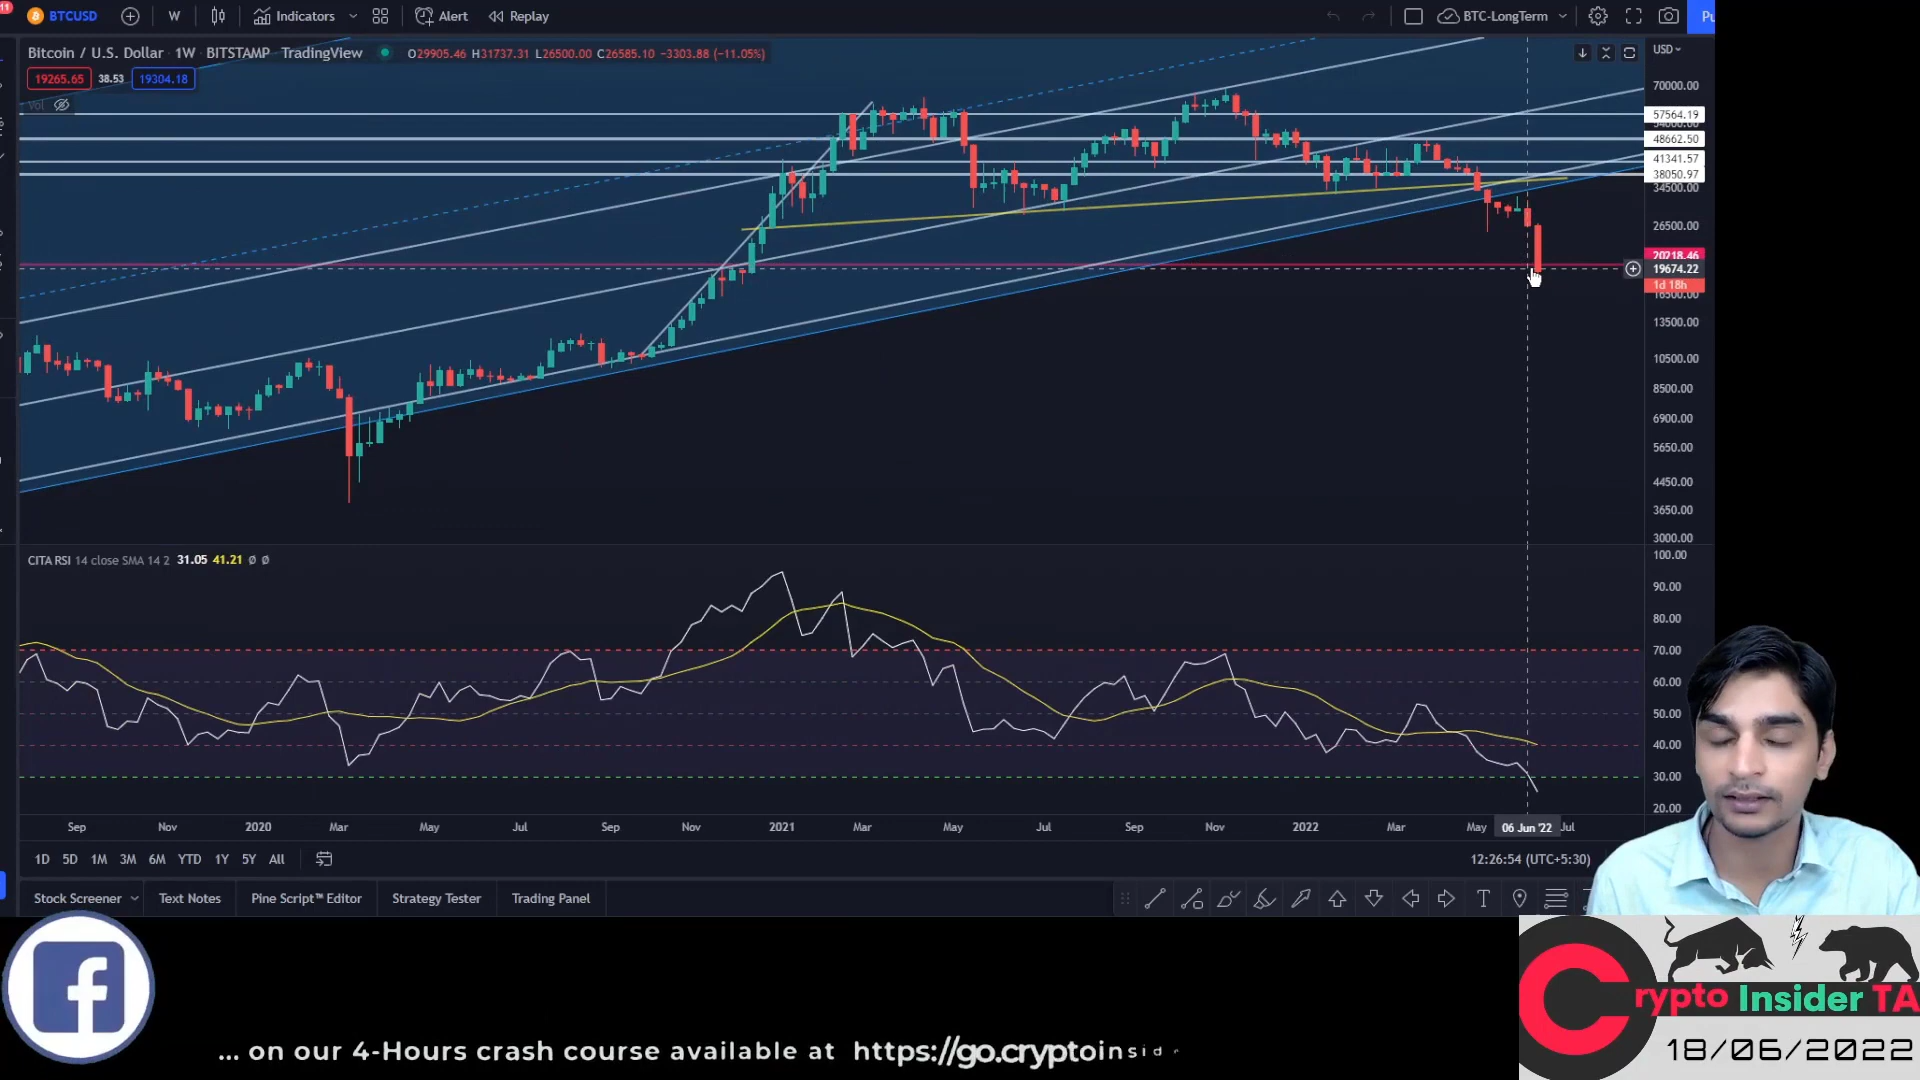 11
BTCUSD W Indicators Alert Replay BTC-LongTerm Pu
Bitcoin / U.S. Dollar 1W BITSTAMP TradingView O29905.46 H31737.31 L26500.00 C26585.10 −3303.88 (−11.05%)
USD
19265.65 38.53 19304.18
Vol
70000.00
57564.19
48662.50
41341.57
38050.97
34500.00
26500.00
20218.46
19674.22
1d 18h
16500.00
13500.00
10500.00
8500.00
6900.00
5650.00
4450.00
3650.00
3000.00
CITA RSI 14 close SMA 14 2 31.05 41.21 ø ø
100.00
90.00
80.00
70.00
60.00
50.00
40.00
30.00
20.00
Sep Nov 2020 Mar May Jul Sep Nov 2021 Mar May Jul Sep Nov 2022 Mar May 06 Jun '22 Jul
1D 5D 1M 3M 6M YTD 1Y 5Y All 12:26:54 (UTC+5:30)
Stock Screener Text Notes Pine Script™ Editor Strategy Tester Trading Panel
f
Crypto Insider TA
18/06/2022
... on our 4-Hours crash course available at https://go.cryptoinsid